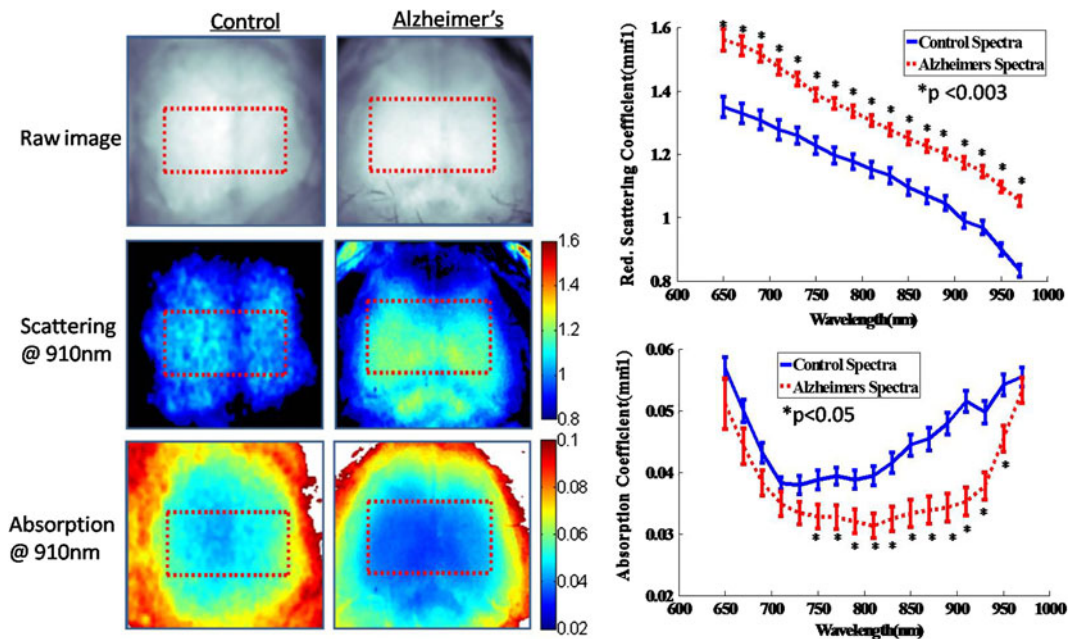 Control
Alzheimer's
Raw image
Scattering
@ 910nm
1.6
1.4
1.2
1
0.8
Absorption
@ 910nm
0.1
0.08
0.06
0.04
0.02
Red. Scattering Coefficient(mm1)
1.6
1.4
1.2
1
0.8
600 650 700 750 800 850 900 950 1000
Wavelength(nm)
Control Spectra
Alzheimers Spectra
*p <0.003
* * * * * * * * * * * * * * * * *
Absorption Coefficient(mm1)
0.06
0.05
0.04
0.03
0.02
600 650 700 750 800 850 900 950 1000
Wavelength(nm)
Control Spectra
Alzheimers Spectra
*p<0.05
* * * * * * * * * * *